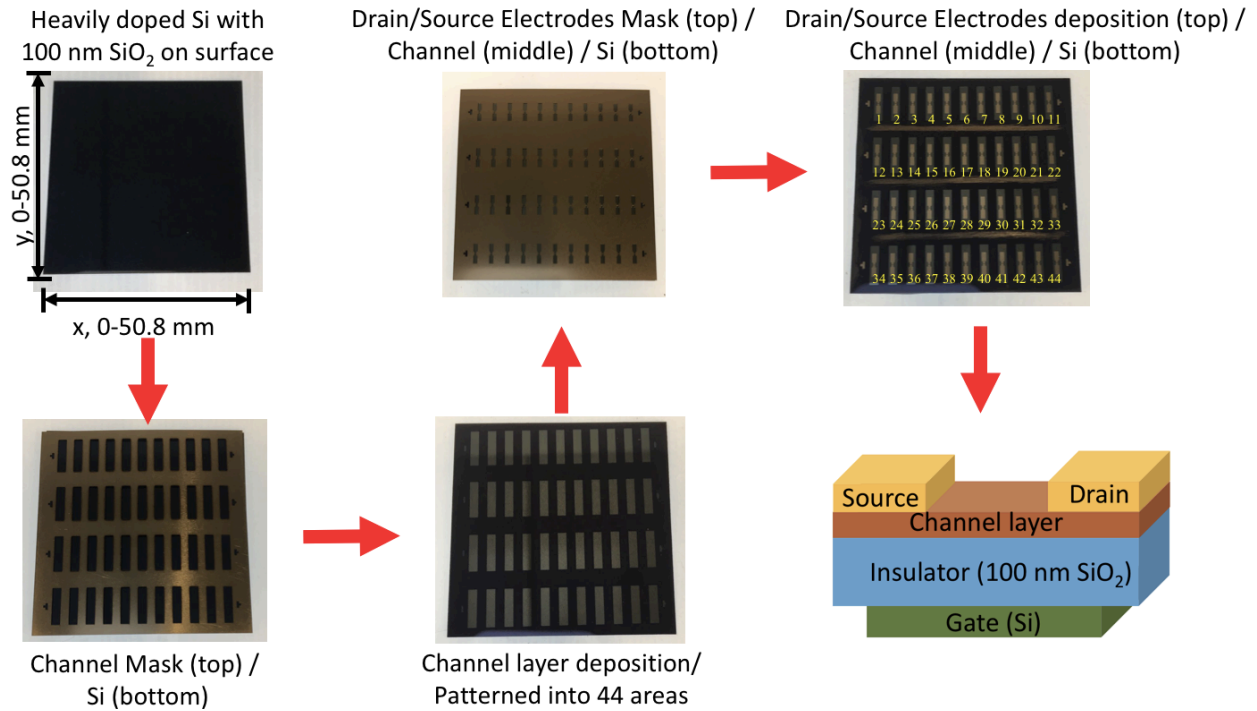 Heavily doped Si with
100 nm SiO₂ on surface
y, 0-50.8 mm
x, 0-50.8 mm
Channel Mask (top) /
Si (bottom)
Channel layer deposition/
Patterned into 44 areas
Drain/Source Electrodes Mask (top) /
Channel (middle) / Si (bottom)
Drain/Source Electrodes deposition (top) /
Channel (middle) / Si (bottom)
1 2 3 4 5 6 7 8 9 10 11
12 13 14 15 16 17 18 19 20 21 22
23 24 25 26 27 28 29 30 31 32 33
34 35 36 37 38 39 40 41 42 43 44
Source
Drain
Channel layer
Insulator (100 nm SiO₂)
Gate (Si)